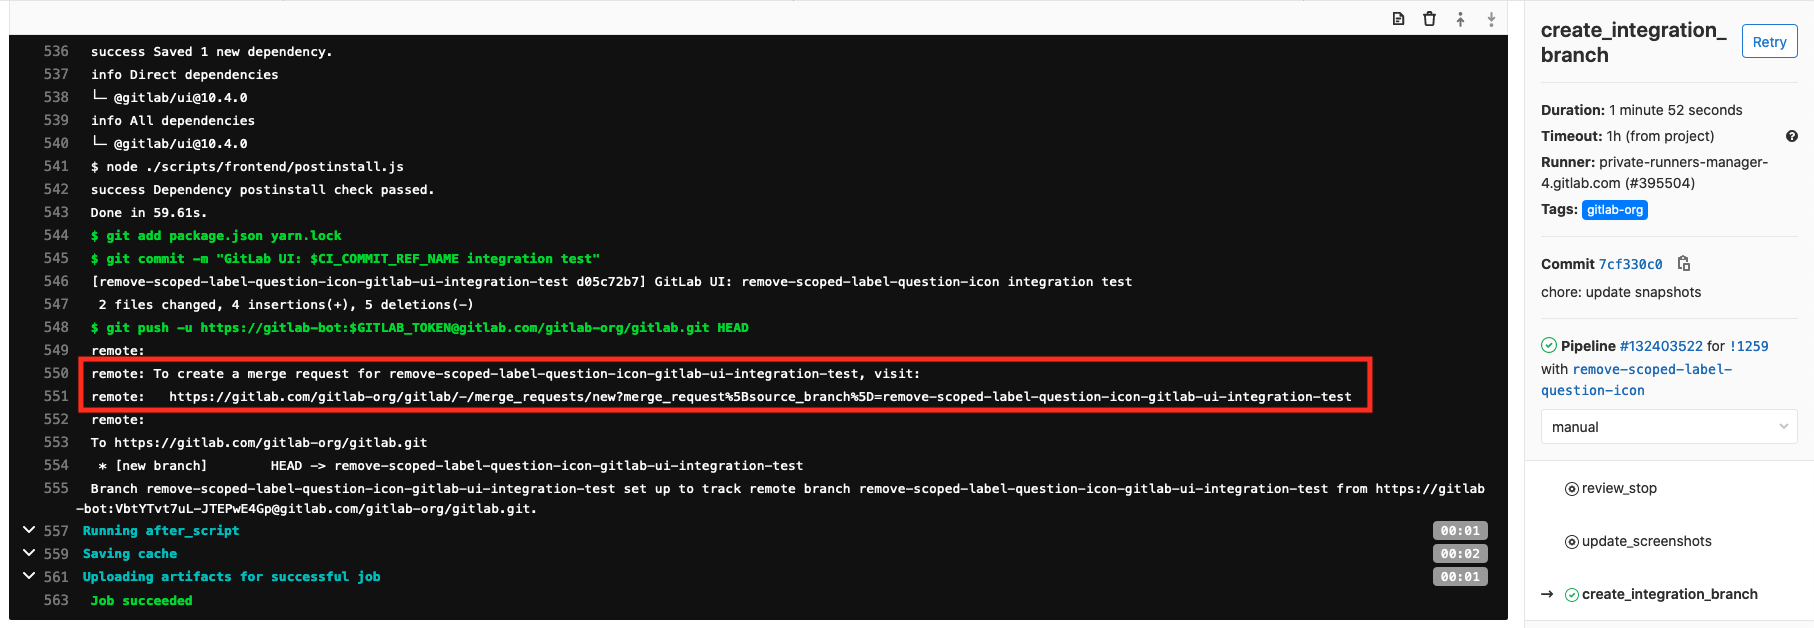 536 success Saved 1 new dependency.
537 info Direct dependencies
538 └─ @gitlab/ui@10.4.0
539 info All dependencies
540 └─ @gitlab/ui@10.4.0
541 $ node ./scripts/frontend/postinstall.js
542 success Dependency postinstall check passed.
543 Done in 59.61s.
544 $ git add package.json yarn.lock
545 $ git commit -m "GitLab UI: $CI_COMMIT_REF_NAME integration test"
546 [remove-scoped-label-question-icon-gitlab-ui-integration-test d05c72b7] GitLab UI: remove-scoped-label-question-icon integration test
547 2 files changed, 4 insertions(+), 5 deletions(-)
548 $ git push -u https://gitlab-bot:$GITLAB_TOKEN@gitlab.com/gitlab-org/gitlab.git HEAD
549 remote:
550 remote: To create a merge request for remove-scoped-label-question-icon-gitlab-ui-integration-test, visit:
551 remote:   https://gitlab.com/gitlab-org/gitlab/-/merge_requests/new?merge_request%5Bsource_branch%5D=remove-scoped-label-question-icon-gitlab-ui-integration-test
552 remote:
553 To https://gitlab.com/gitlab-org/gitlab.git
554 * [new branch]        HEAD -> remove-scoped-label-question-icon-gitlab-ui-integration-test
555 Branch remove-scoped-label-question-icon-gitlab-ui-integration-test set up to track remote branch remove-scoped-label-question-icon-gitlab-ui-integration-test from https://gitlab
-bot:VbtYTvt7uL-JTEPwE4Gp@gitlab.com/gitlab-org/gitlab.git.
557 Running after_script 00:01
559 Saving cache 00:02
561 Uploading artifacts for successful job 00:01
563 Job succeeded
create_integration_
branch
Retry
Duration: 1 minute 52 seconds
Timeout: 1h (from project)
Runner: private-runners-manager-
4.gitlab.com (#395504)
Tags: gitlab-org
Commit 7cf330c0
chore: update snapshots
Pipeline #132403522 for !1259
with remove-scoped-label-
question-icon
manual
review_stop
update_screenshots
create_integration_branch